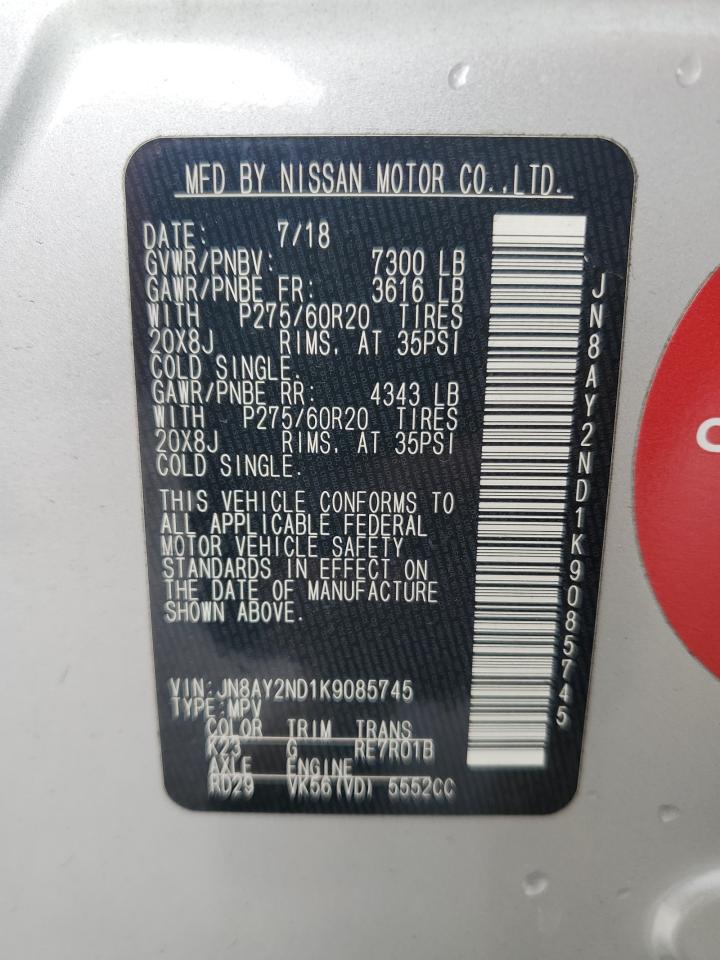 MFD BY NISSAN MOTOR CO.,LTD.
DATE: 7/18
GVWR/PNBV: 7300 LB
GAWR/PNBE FR: 3616 LB
WITH P275/60R20 TIRES
20X8J RIMS, AT 35PSI
COLD SINGLE.
GAWR/PNBE RR: 4343 LB
WITH P275/60R20 TIRES
20X8J RIMS, AT 35PSI
COLD SINGLE.
THIS VEHICLE CONFORMS TO
ALL APPLICABLE FEDERAL
MOTOR VEHICLE SAFETY
STANDARDS IN EFFECT ON
THE DATE OF MANUFACTURE
SHOWN ABOVE.
VIN:JN8AY2ND1K9085745
TYPE:MPV
COLOR TRIM TRANS
K23 G RE7R01B
AXLE ENGINE
RD29 VK56(VD) 5552CC
JN8AY2ND1K9085745